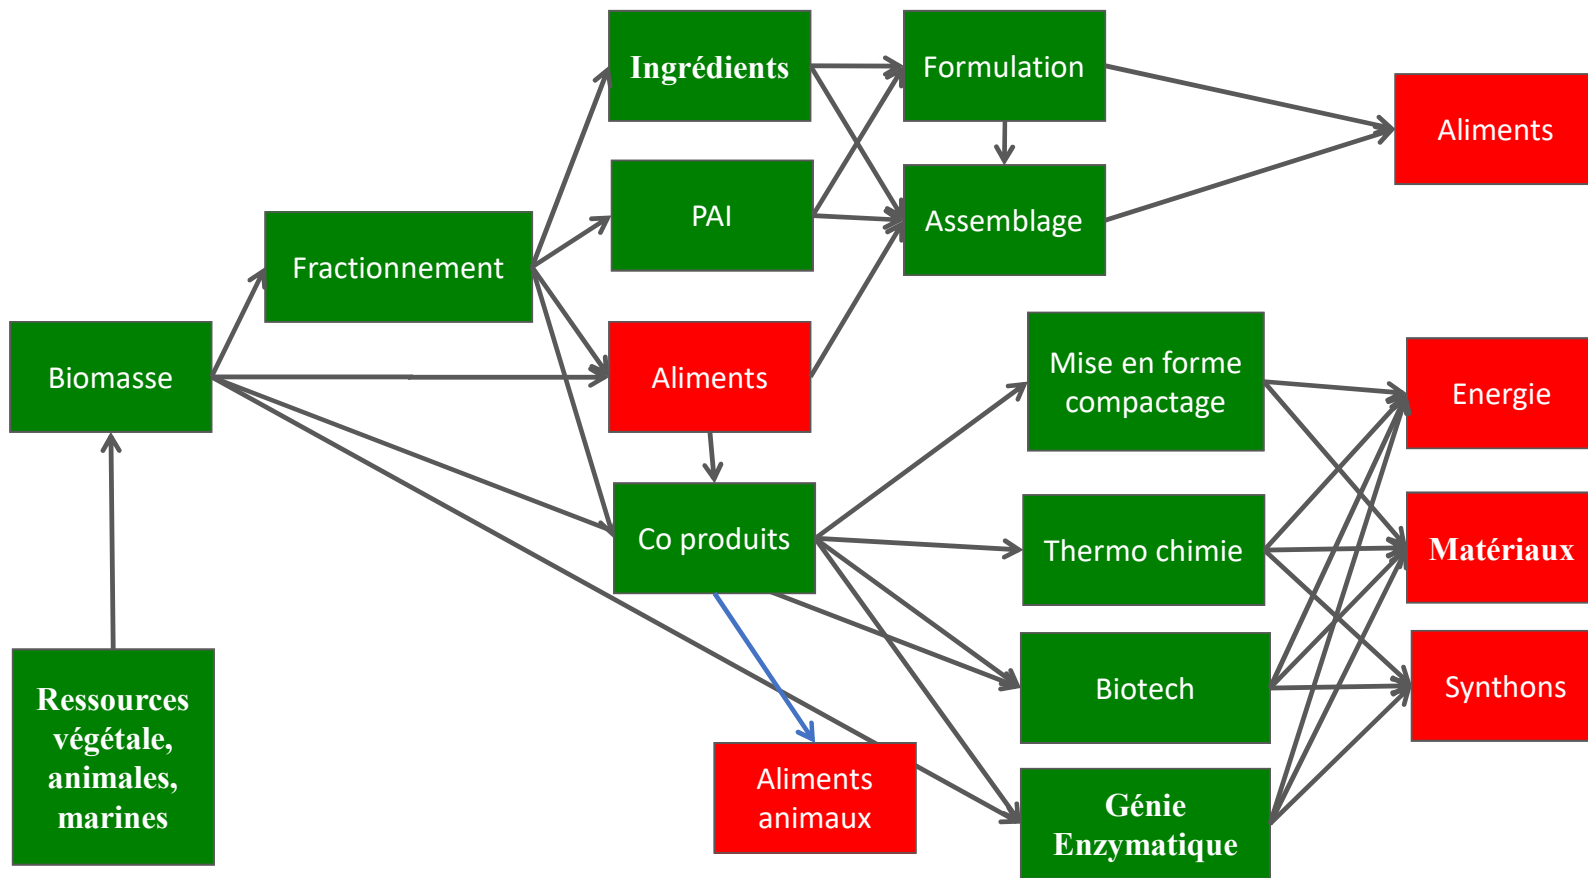 Ingrédients
Formulation
Aliments
PAI
Assemblage
Fractionnement
Biomasse
Aliments
Mise en forme
compactage
Energie
Co produits
Thermo chimie
Matériaux
Biotech
Synthons
Ressources
végétale,
animales,
marines
Aliments
animaux
Génie
Enzymatique